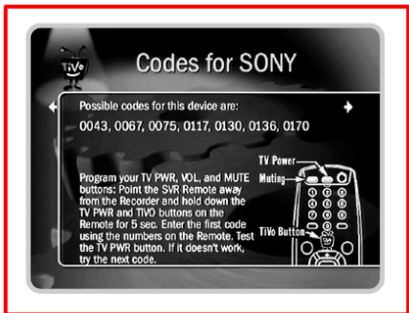 TiVo
Codes for SONY
Possible codes for this device are:
0043, 0067, 0075, 0117, 0130, 0136, 0170
Program your TV PWR, VOL, and MUTE
buttons: Point the SVR Remote away
from the Recorder and hold down the
TV PWR and TIVO buttons on the
Remote for 5 sec. Enter the first code
using the numbers on the Remote. Test
the TV PWR button. If it doesn't work,
try the next code.
TV Power
Muting
TiVo Button